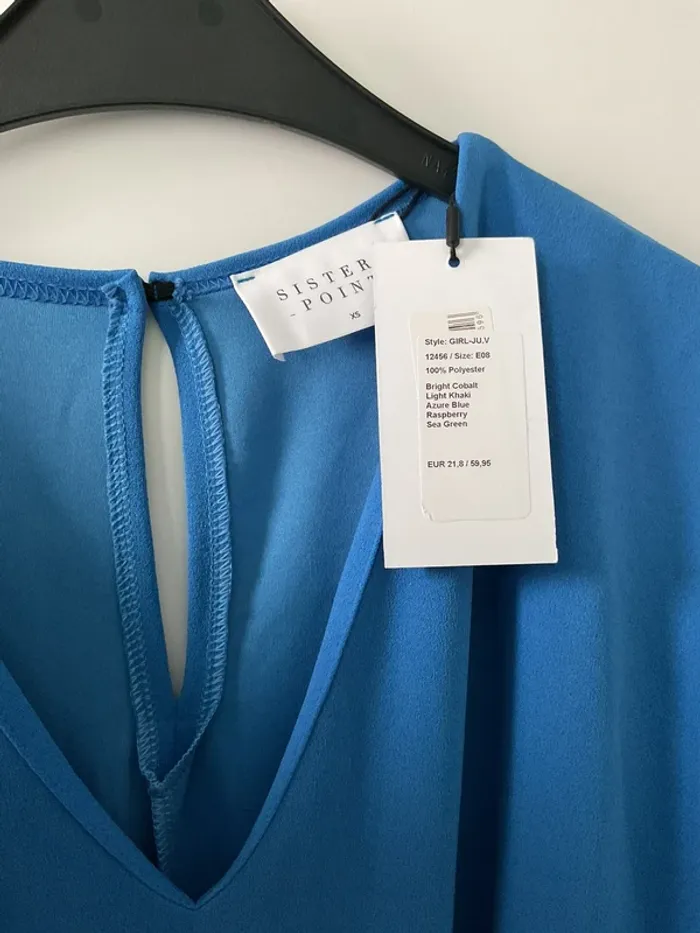 SISTER
- POINT
XS
595
Style: GIRL-JU.V
12456 / Size: E08
100% Polyester
Bright Cobalt
Light Khaki
Azure Blue
Raspberry
Sea Green
EUR 21,8 / 59,95